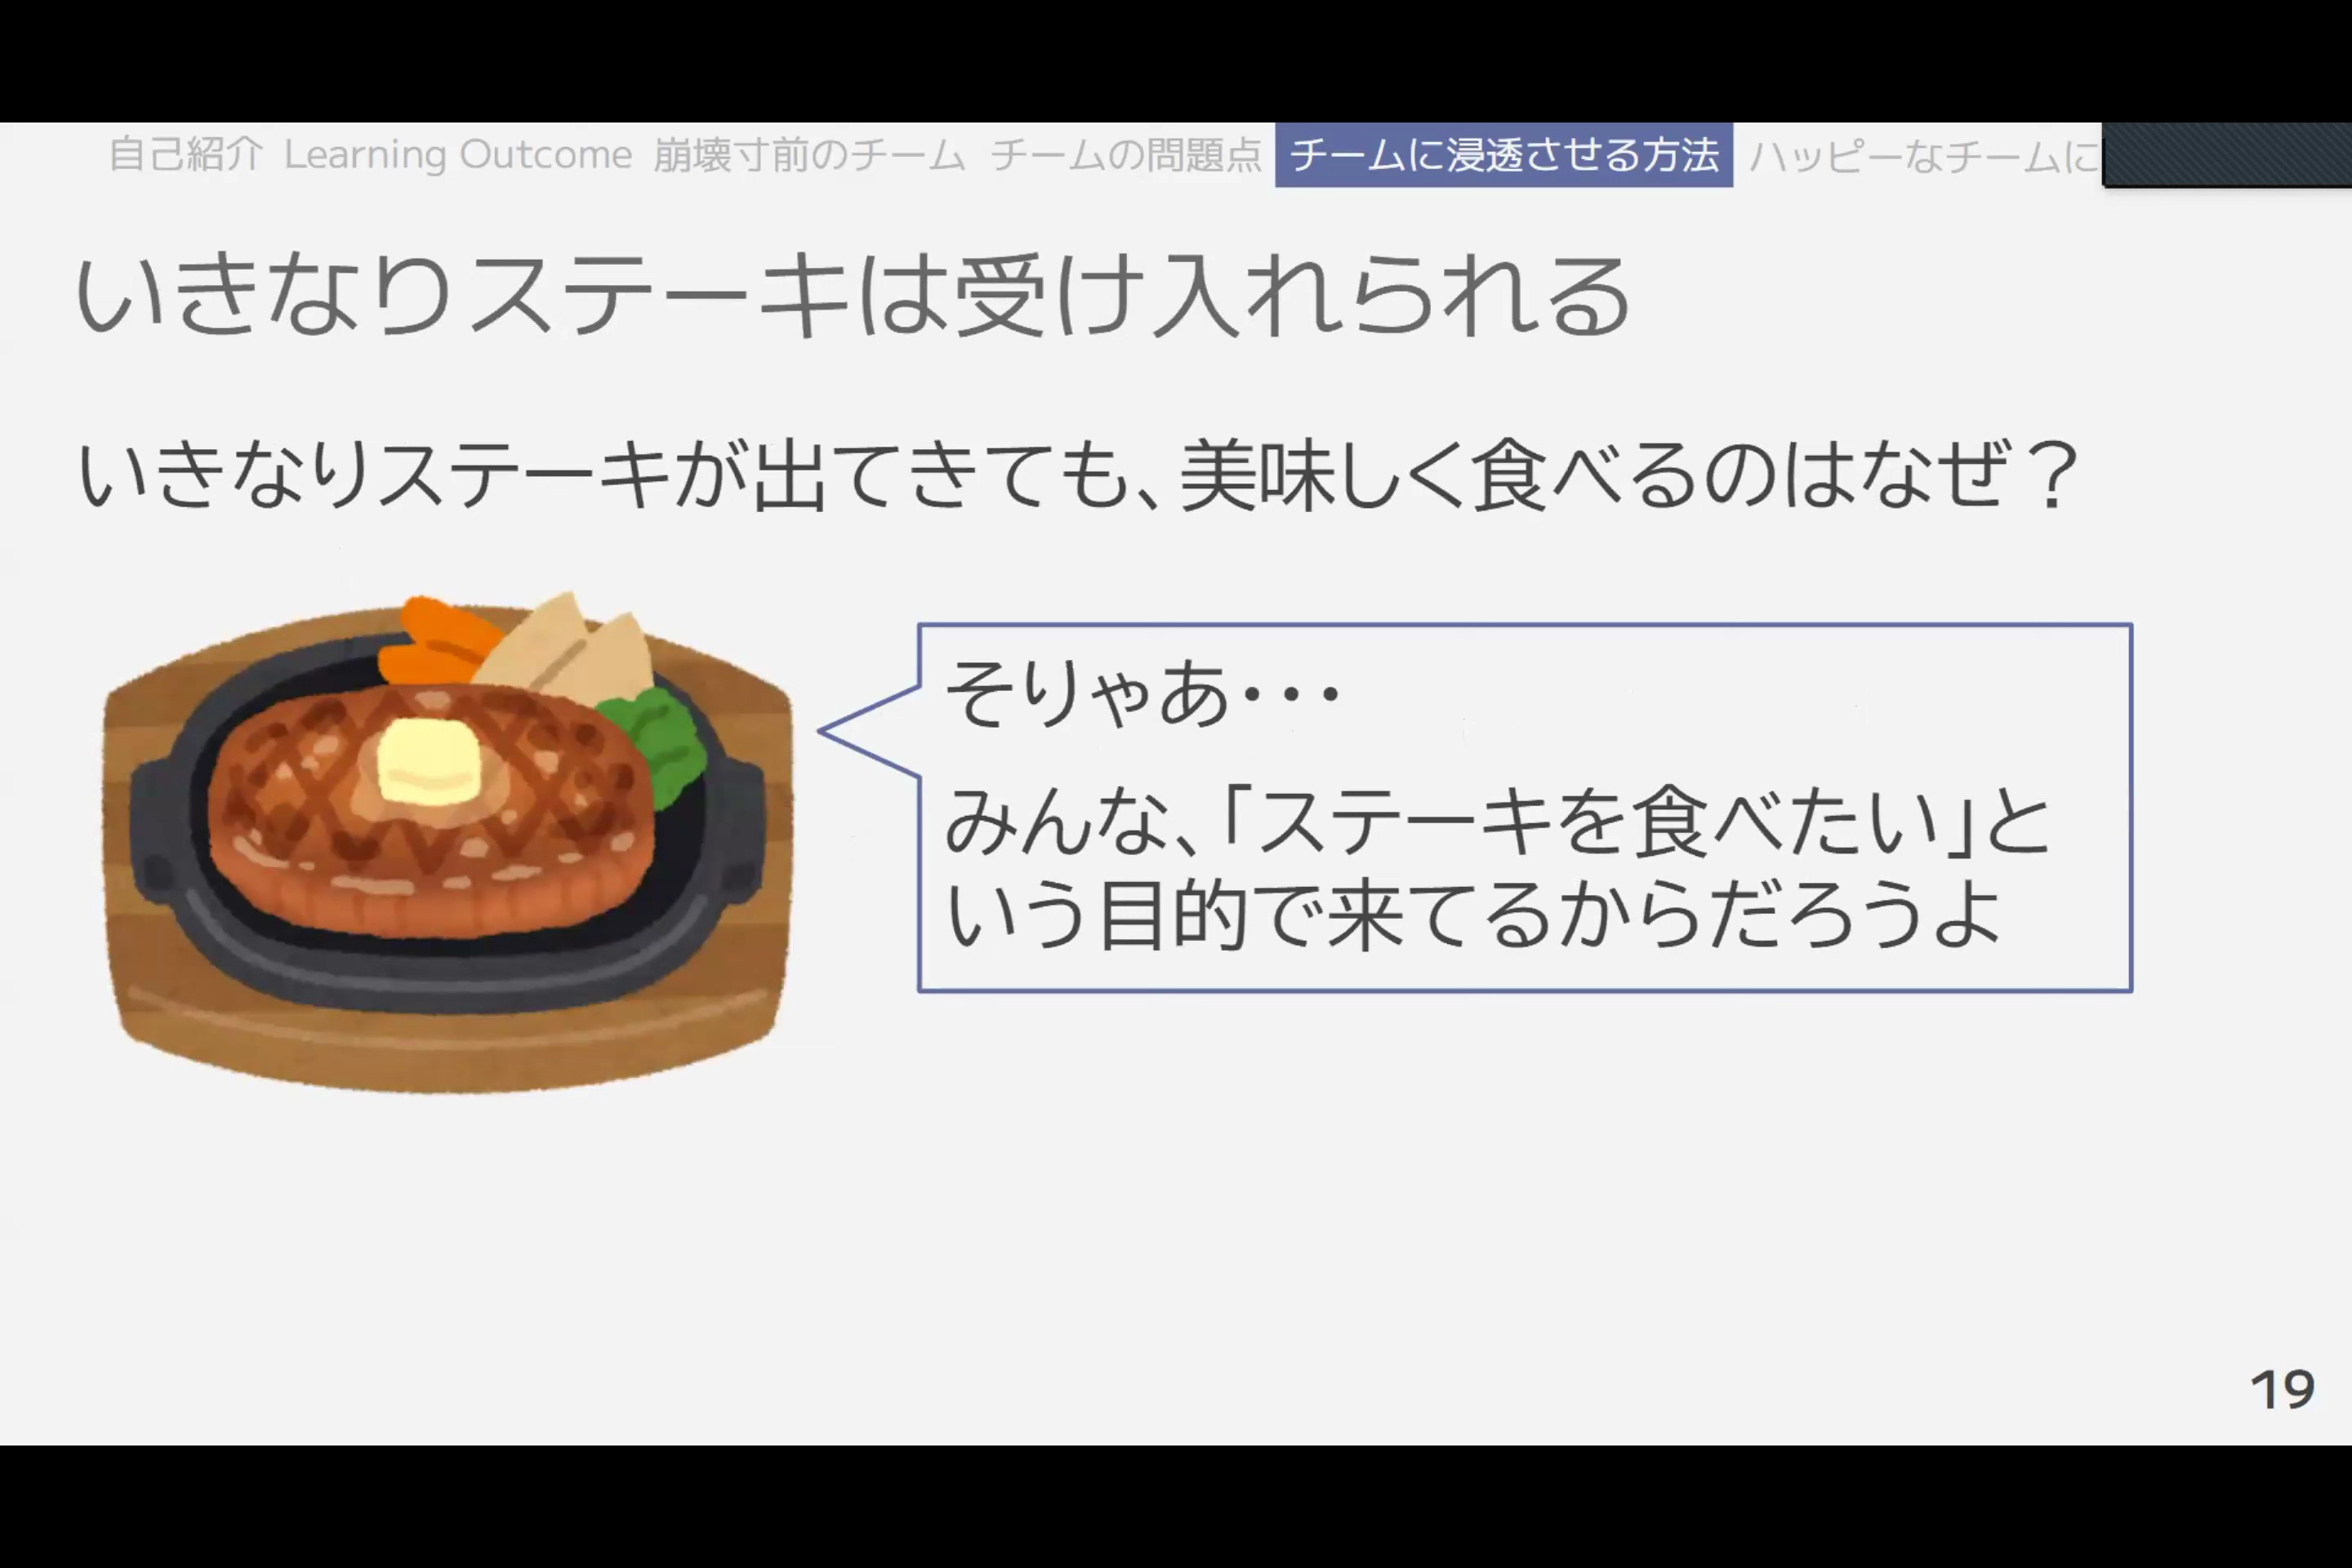 自己紹介 Learning Outcome 崩壊寸前のチーム チームの問題点 チームに浸透させる方法 ハッピーなチームに
いきなりステーキは受け入れられる
いきなりステーキが出てきても、美味しく食べるのはなぜ？
そりゃあ・・・
みんな、「ステーキを食べたい」と
いう目的で来てるからだろうよ
19